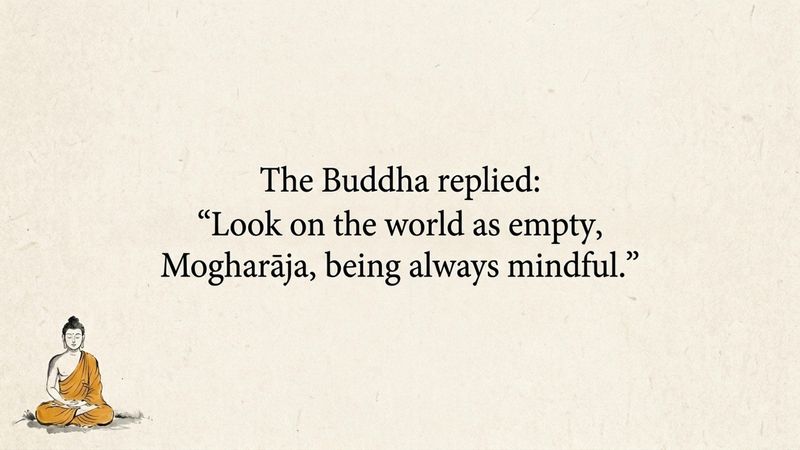 The Buddha replied:
“Look on the world as empty,
Mogharāja, being always mindful.”